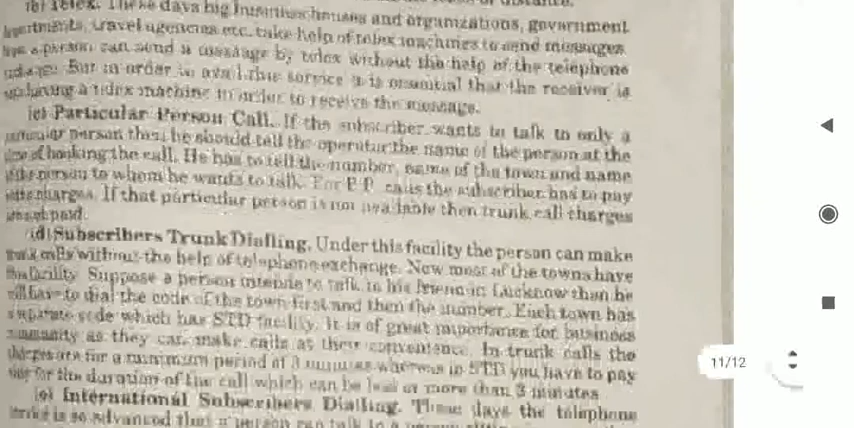 (b) Telex. These days big business houses and organizations, government
departments, travel agencies etc. take help of telex machines to send messages.
a person can send a message by telex without the help of the telephone
But in order to avail this service it is essential that the receiver is
having a telex machine in order to receive the message.
(c) Particular Person Call. If the subscriber wants to talk to only a
particular person then he should tell the operator the name of the person at the
time of booking the call. He has to tell the number, name of the town and name
of the person to whom he wants to talk. For P.P. calls the subscriber has to pay
extra charges. If that particular person is not available then trunk call charges
paid.
(d) Subscribers Trunk Dialling. Under this facility the person can make
trunk calls without the help of telephone exchange. Now most of the towns have
this facility. Suppose a person intends to talk to his friend in Lucknow then he
will have to dial the code of the town first and then the number. Each town has
separate code which has STD facility. It is of great importance for business
community as they can make calls at their convenience. In trunk calls the
charges are for a minimum period of 3 minutes whereas in STD you have to pay
for the duration of the call which can be less or more than 3 minutes
(e) International Subscribers Dialling. These days the telephone
is so advanced that a person can talk to a person
11/12